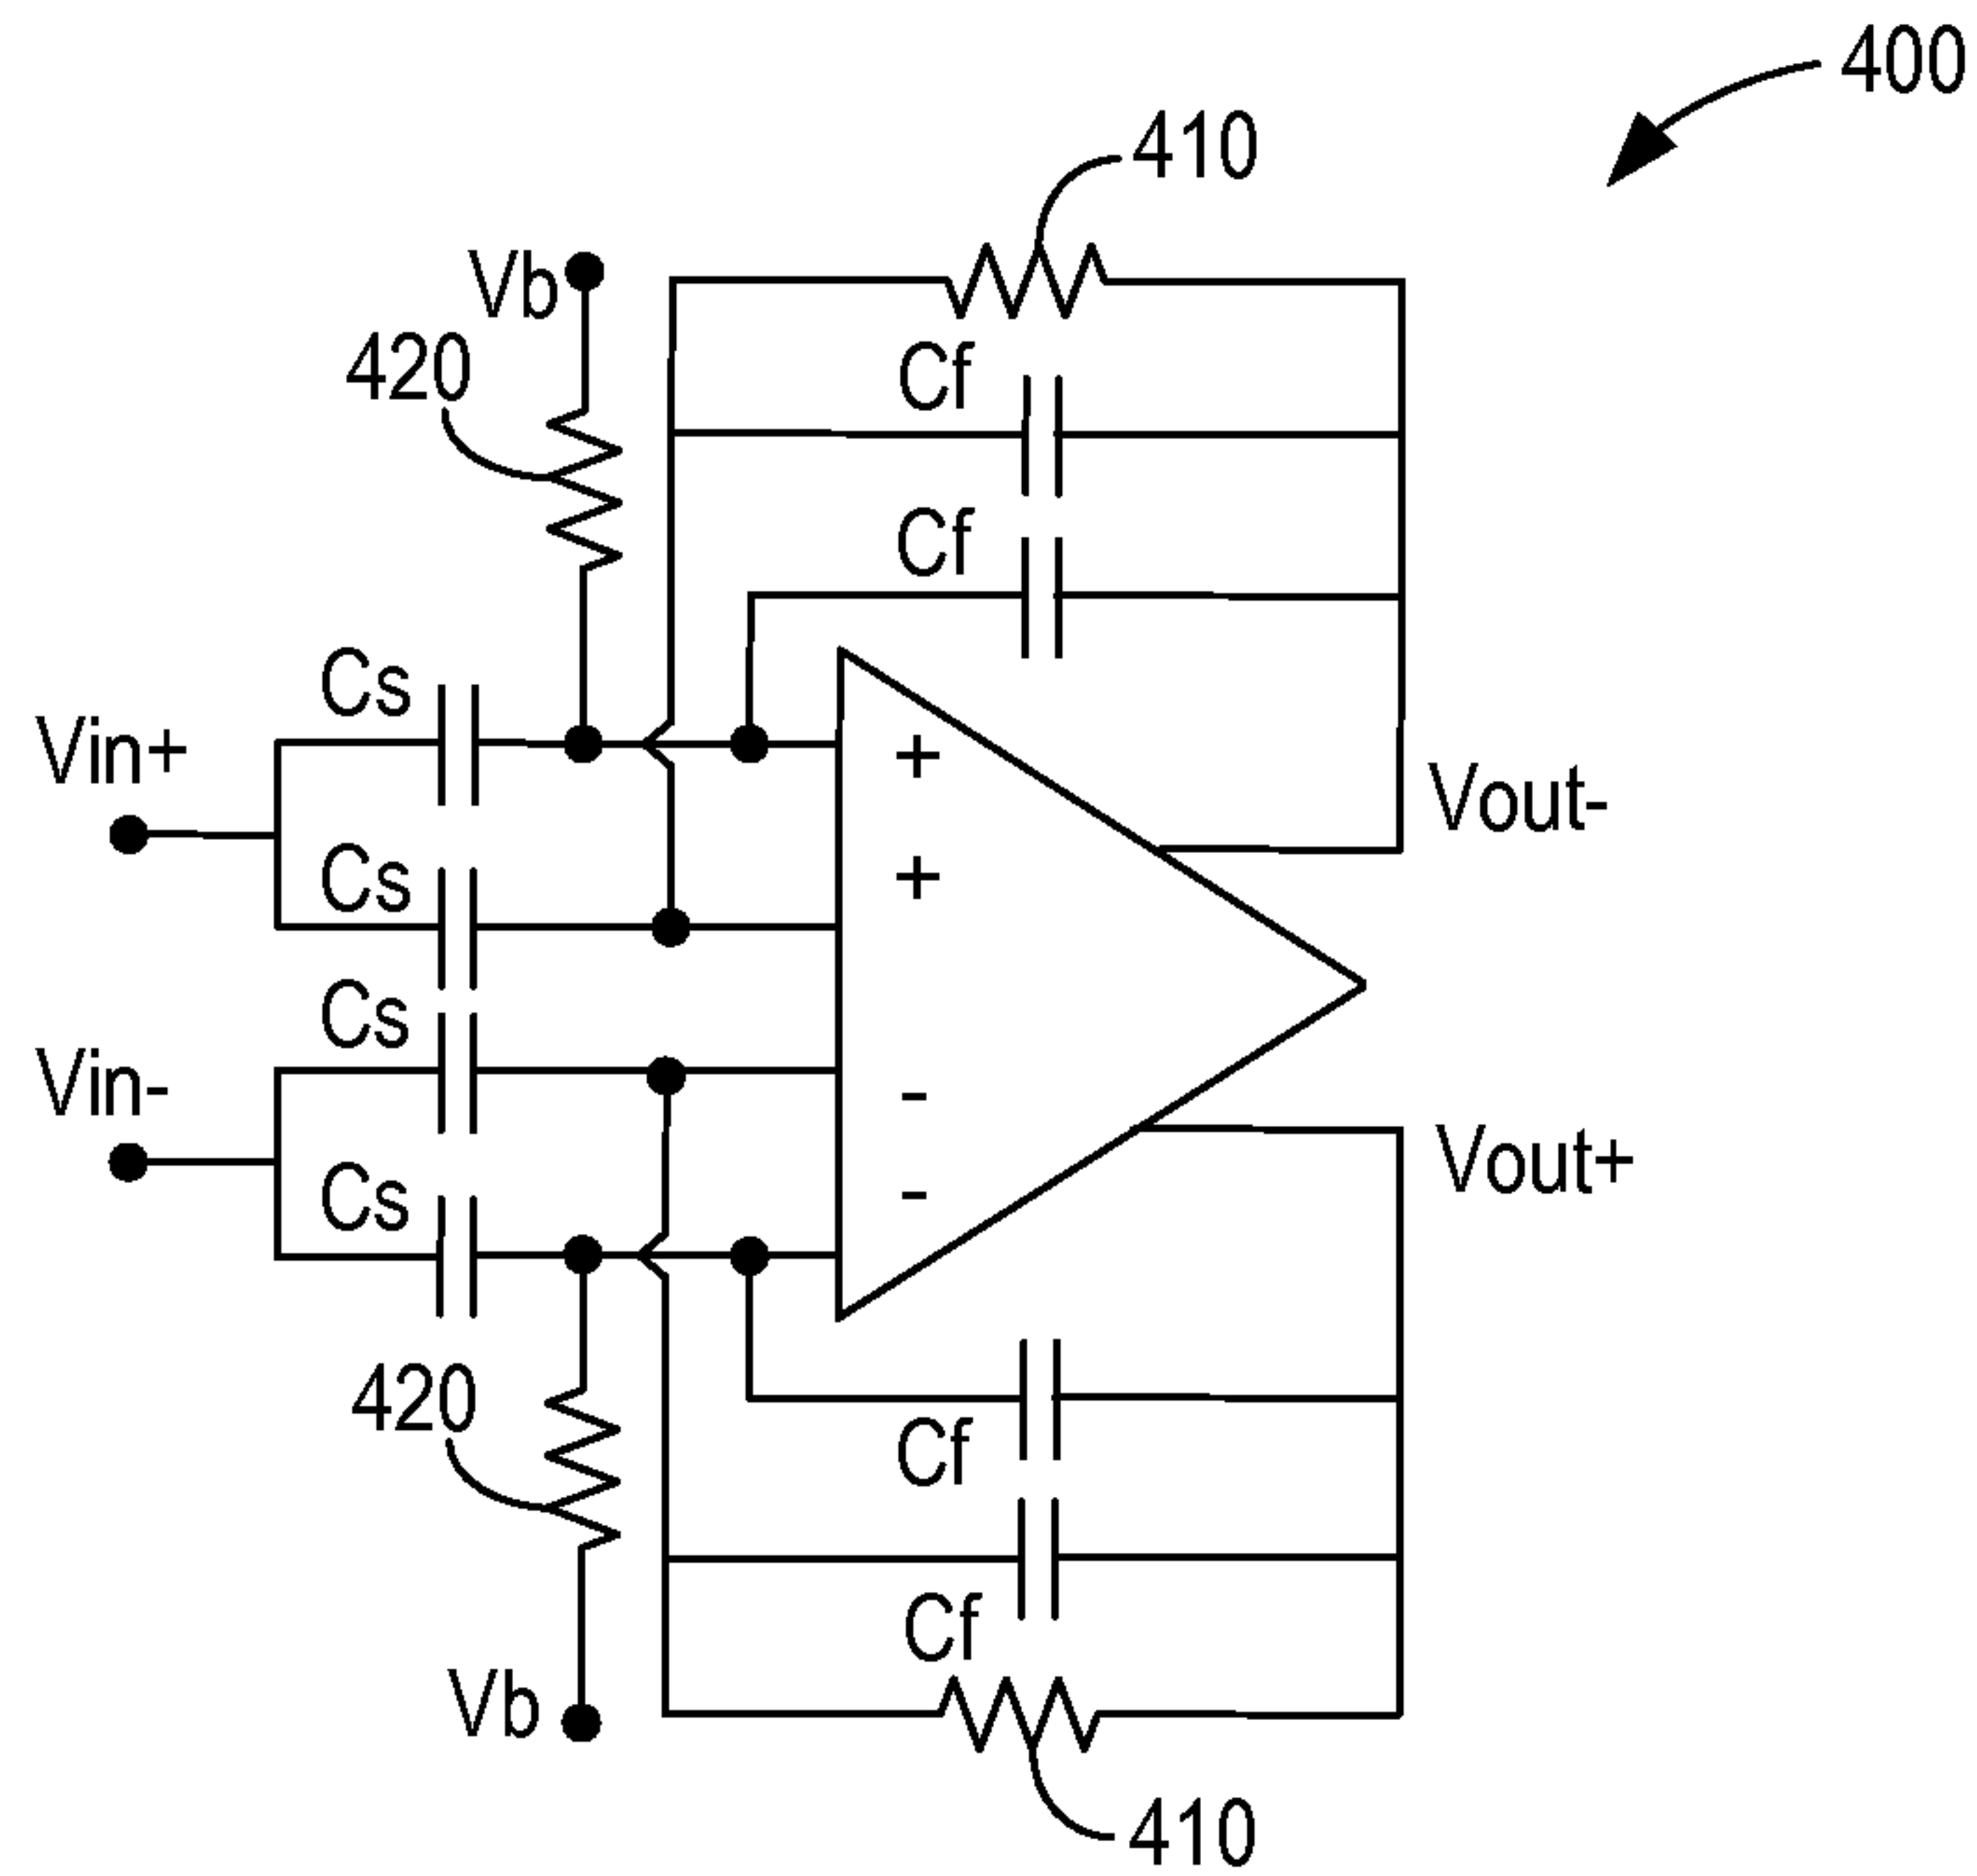 400
410
Vb
420
Cf
Cf
Cs
Vin+
+
Vout-
Cs
+
Cs
Vin-
-
Vout+
Cs
-
420
Cf
Cf
Vb
410